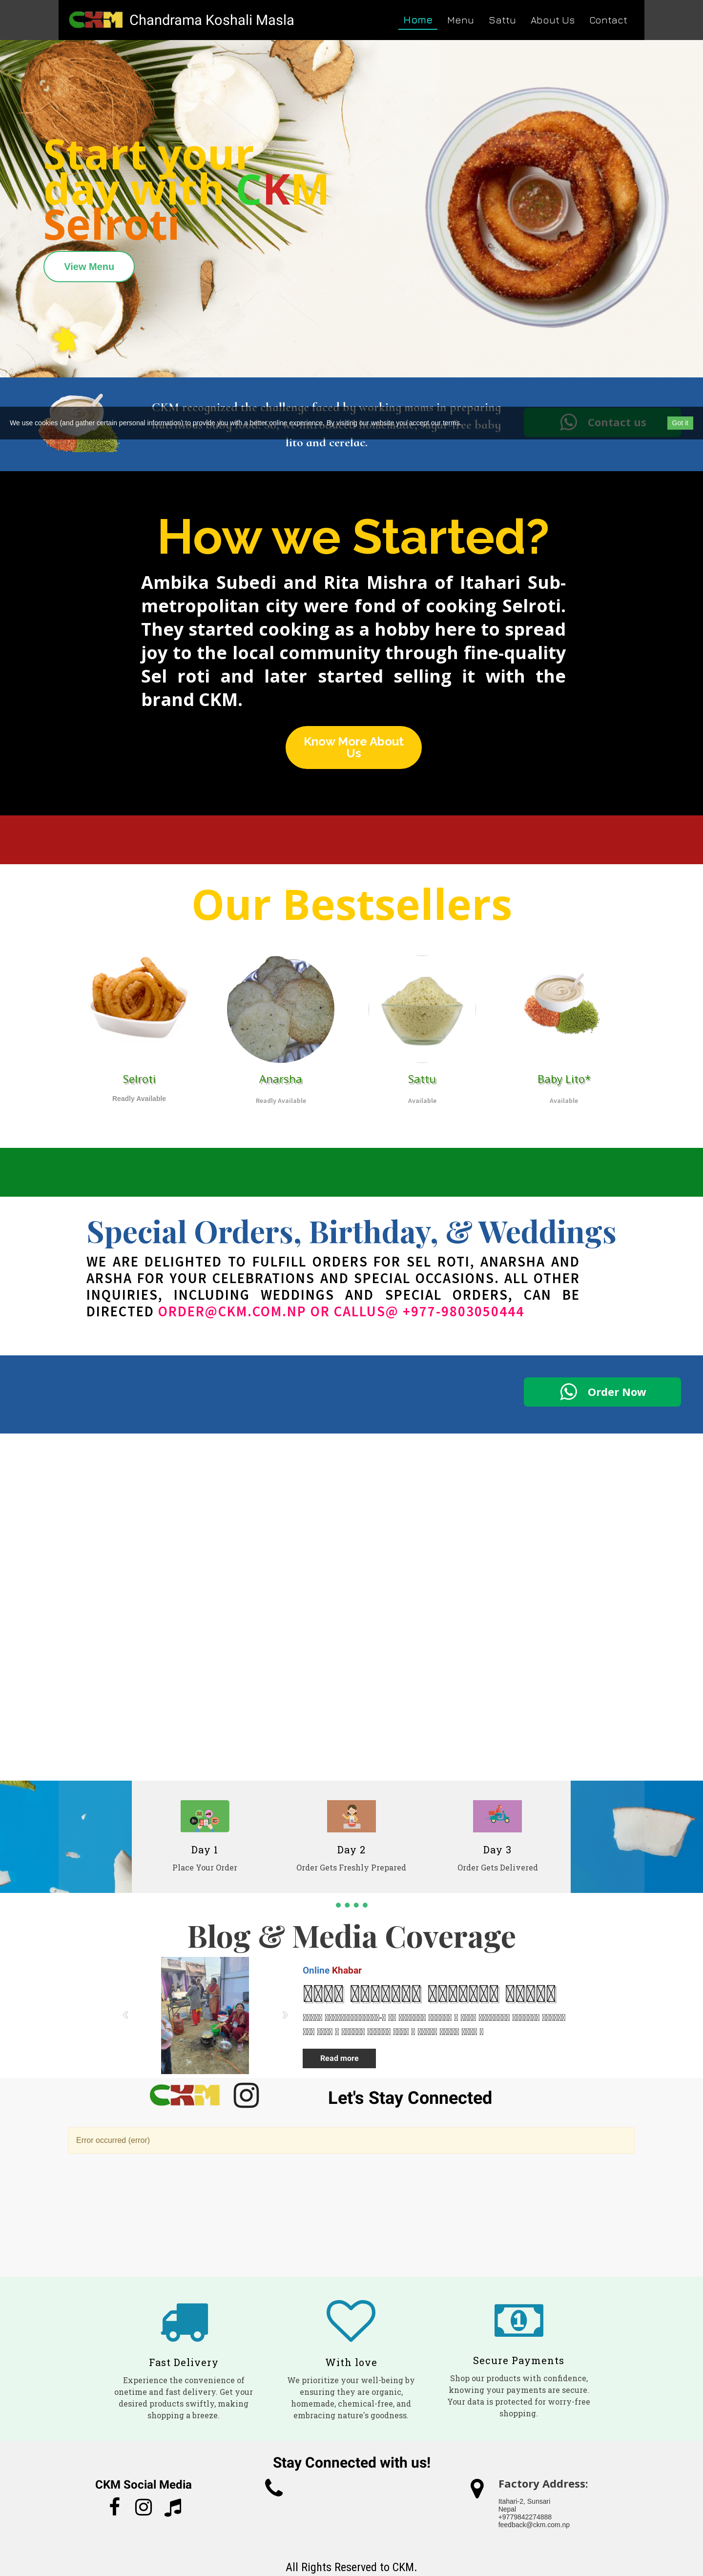 CKM Chandrama Koshali Masla
Home Menu Sattu About Us Contact
Start your
day with CKM
Selroti
View Menu
CKM recognized the challenge faced by working moms in preparing
lito and cerelac.
Contact us
We use cookies (and gather certain personal information) to provide you with a better online experience. By visiting our website you accept our terms.
Got it
How we Started?
Ambika Subedi and Rita Mishra of Itahari Sub-
metropolitan city were fond of cooking Selroti.
They started cooking as a hobby here to spread
joy to the local community through fine-quality
Sel roti and later started selling it with the
brand CKM.
Know More About
Us
Our Bestsellers
Selroti
Readly Available
Anarsha
Readly Available
Sattu
Available
Baby Lito*
Available
Special Orders, Birthday, & Weddings
WE ARE DELIGHTED TO FULFILL ORDERS FOR SEL ROTI, ANARSHA AND
ARSHA FOR YOUR CELEBRATIONS AND SPECIAL OCCASIONS. ALL OTHER
INQUIRIES, INCLUDING WEDDINGS AND SPECIAL ORDERS, CAN BE
DIRECTED ORDER@CKM.COM.NP OR CALLUS@ +977-9803050444
Order Now
Day 1
Place Your Order
Day 2
Order Gets Freshly Prepared
Day 3
Order Gets Delivered
Blog & Media Coverage
Online Khabar
Read more
CKM
Let's Stay Connected
Error occurred (error)
Fast Delivery
Experience the convenience of
onetime and fast delivery. Get your
desired products swiftly, making
shopping a breeze.
With love
We prioritize your well-being by
ensuring they are organic,
homemade, chemical-free, and
embracing nature's goodness.
Secure Payments
Shop our products with confidence,
knowing your payments are secure.
Your data is protected for worry-free
shopping.
Stay Connected with us!
CKM Social Media
Factory Address:
Itahari-2, Sunsari
Nepal
+9779842274888
feedback@ckm.com.np
All Rights Reserved to CKM.